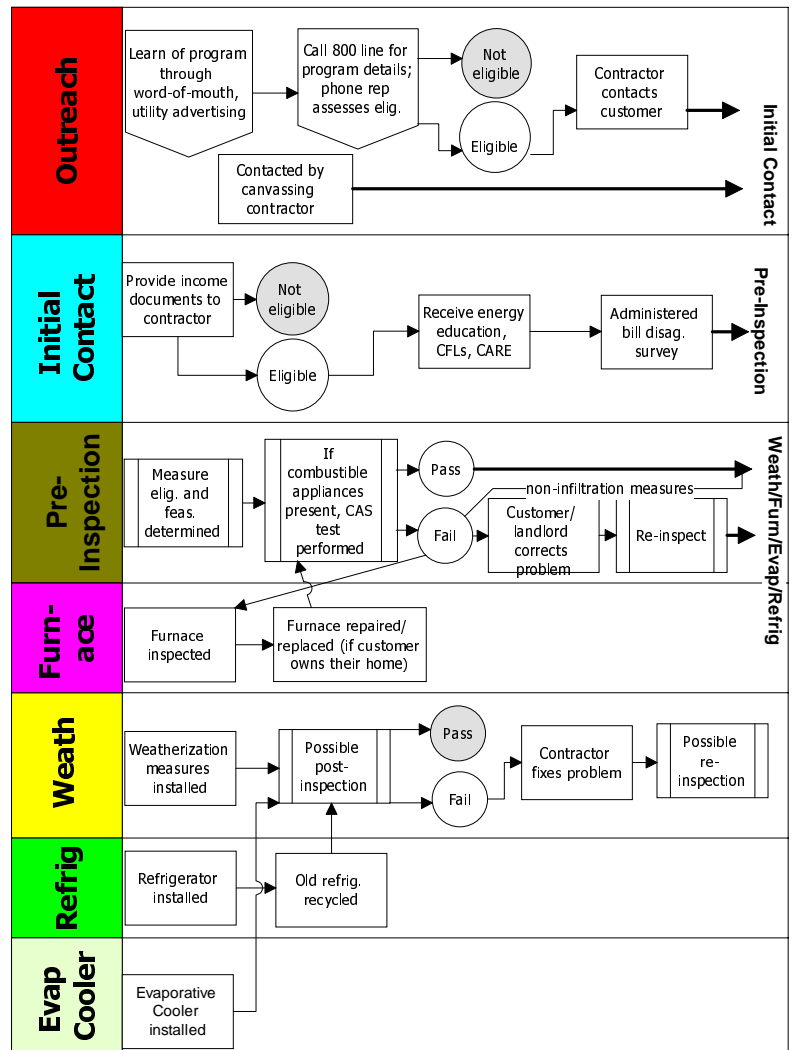 Outreach
Learn of program
through
word-of-mouth,
utility advertising
Call 800 line for
program details;
phone rep
assesses elig.
Not
eligible
Eligible
Contractor
contacts
customer
Contacted by
canvassing
contractor
Initial Contact
Initial
Contact
Provide income
documents to
contractor
Not
eligible
Eligible
Receive energy
education,
CFLs, CARE
Administered
bill disag.
survey
Pre-Inspection
Pre-
Inspection
Measure
elig. and
feas.
determined
If
combustible
appliances
present, CAS
test
performed
Pass
Fail
non-infiltration measures
Customer/
landlord
corrects
problem
Re-inspect
Weath/Furn/Evap/Refrig
Furn-
ace
Furnace
inspected
Furnace repaired/
replaced (if customer
owns their home)
Weath
Weatherization
measures
installed
Possible
post-
inspection
Pass
Fail
Contractor
fixes problem
Possible
re-
inspection
Refrig
Refrigerator
installed
Old refrig.
recycled
Evap
Cooler
Evaporative
Cooler
installed